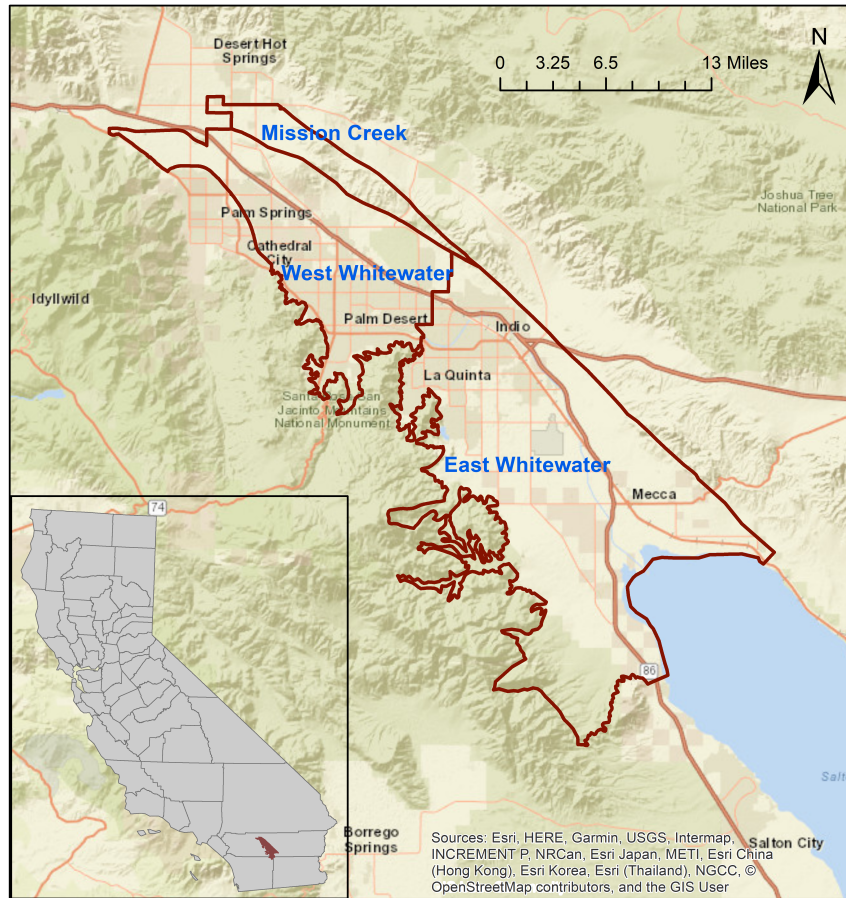 Desert Hot
Springs
N
0 3.25 6.5 13 Miles
Mission Creek
Joshua Tree
National Park
Palm Springs
Cathedral
City
West Whitewater
Idyllwild
Palm Desert
Indio
La Quinta
Santa Rosa San
Jacinto Mountains
National Monument
East Whitewater
Mecca
74
86
Salt
Borrego
Springs
Salton City
Sources: Esri, HERE, Garmin, USGS, Intermap,
INCREMENT P, NRCan, Esri Japan, METI, Esri China
(Hong Kong), Esri Korea, Esri (Thailand), NGCC, ©
OpenStreetMap contributors, and the GIS User